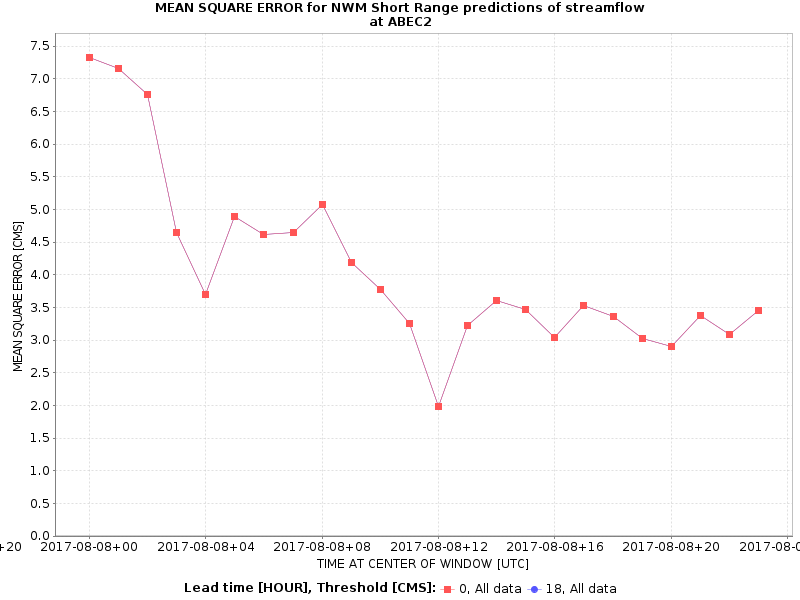 MEAN SQUARE ERROR for NWM Short Range predictions of streamflow
at ABEC2
MEAN SQUARE ERROR [CMS]
7.5
7.0
6.5
6.0
5.5
5.0
4.5
4.0
3.5
3.0
2.5
2.0
1.5
1.0
0.5
0.0
+20 2017-08-08+00 2017-08-08+04 2017-08-08+08 2017-08-08+12 2017-08-08+16 2017-08-08+20 2017-08-0
TIME AT CENTER OF WINDOW [UTC]
Lead time [HOUR], Threshold [CMS]: 0, All data 18, All data